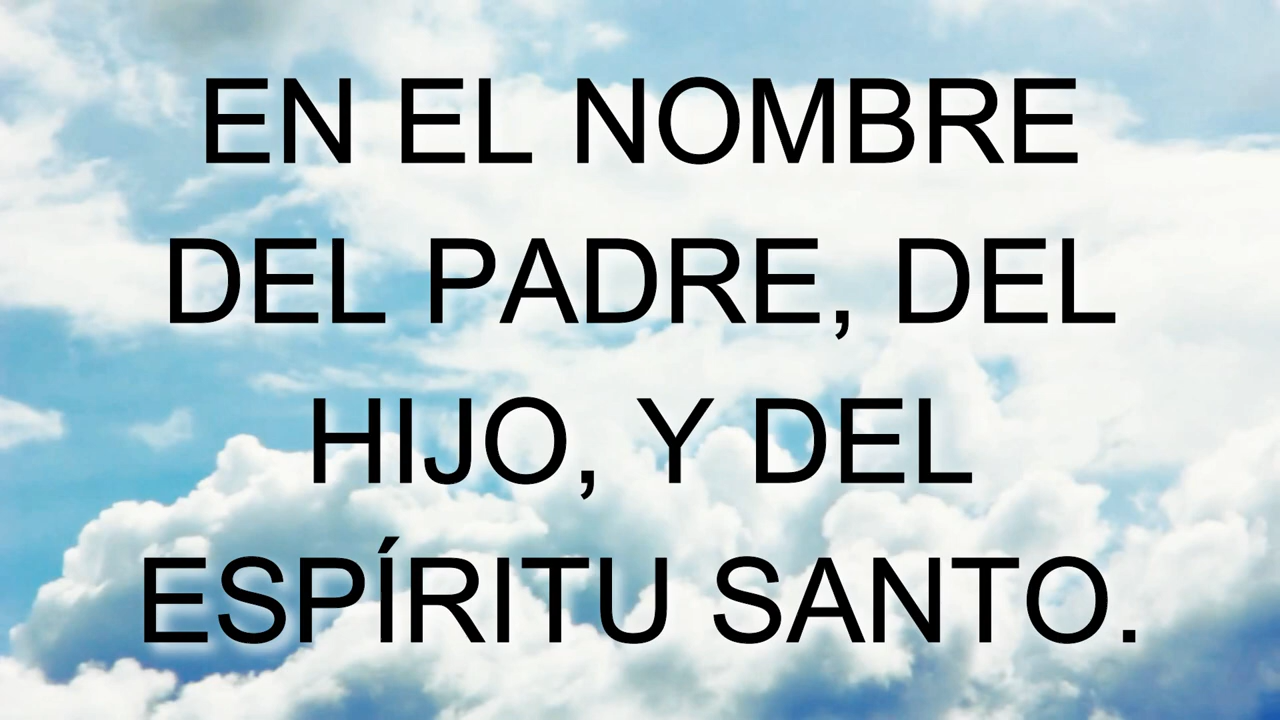 EN EL NOMBRE
DEL PADRE, DEL
HIJO, Y DEL
ESPÍRITU SANTO.